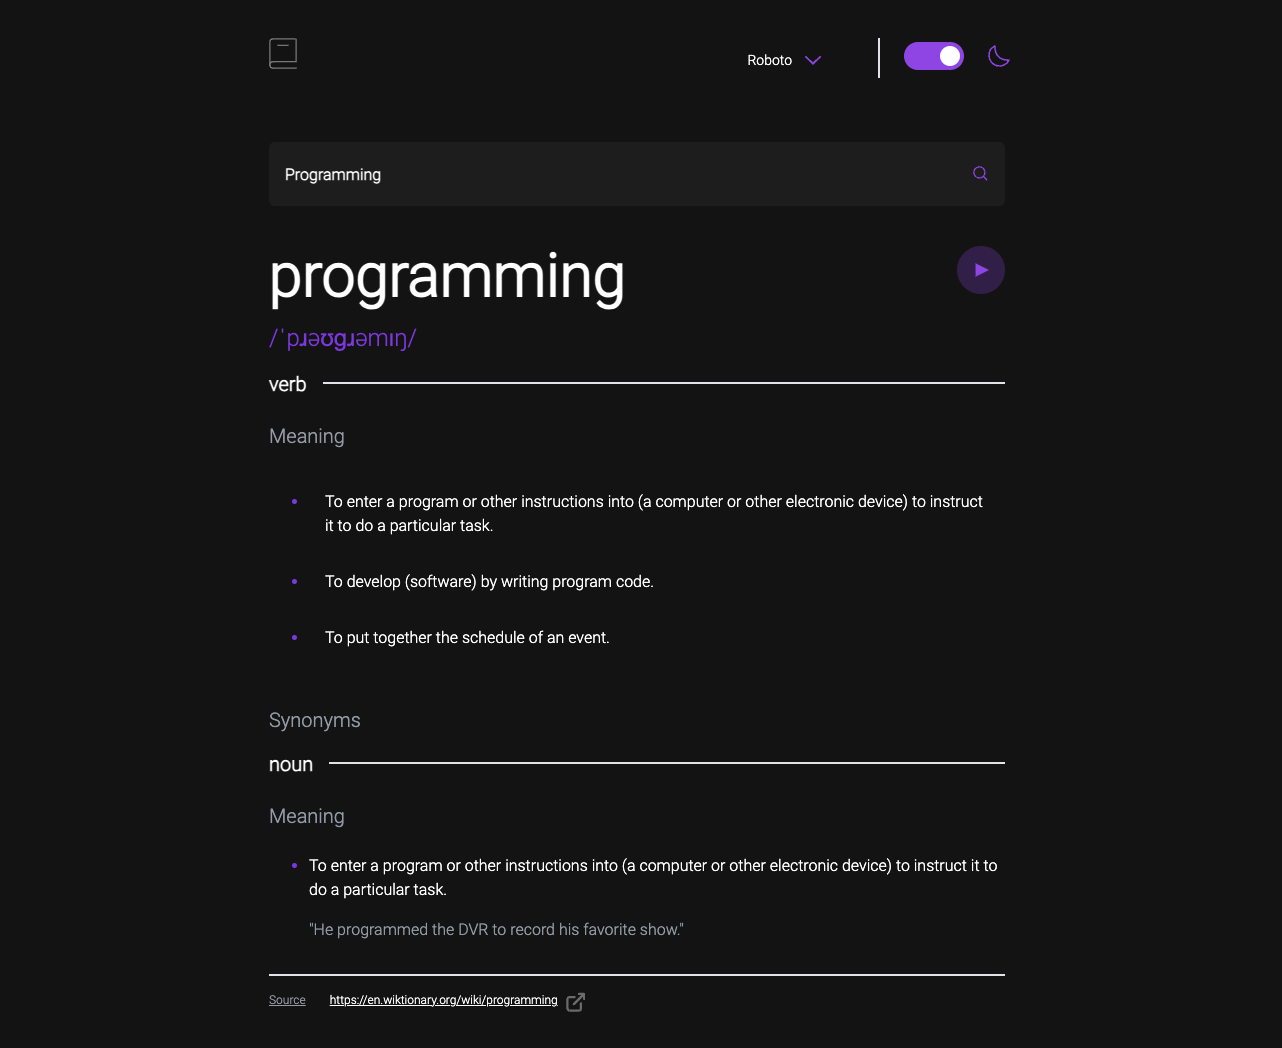 Roboto
Programming
programming
/ˈpɹəʊɡɹəmɪŋ/
verb
Meaning
To enter a program or other instructions into (a computer or other electronic device) to instruct
it to do a particular task.
To develop (software) by writing program code.
To put together the schedule of an event.
Synonyms
noun
Meaning
To enter a program or other instructions into (a computer or other electronic device) to instruct it to
do a particular task.
"He programmed the DVR to record his favorite show."
Source https://en.wiktionary.org/wiki/programming